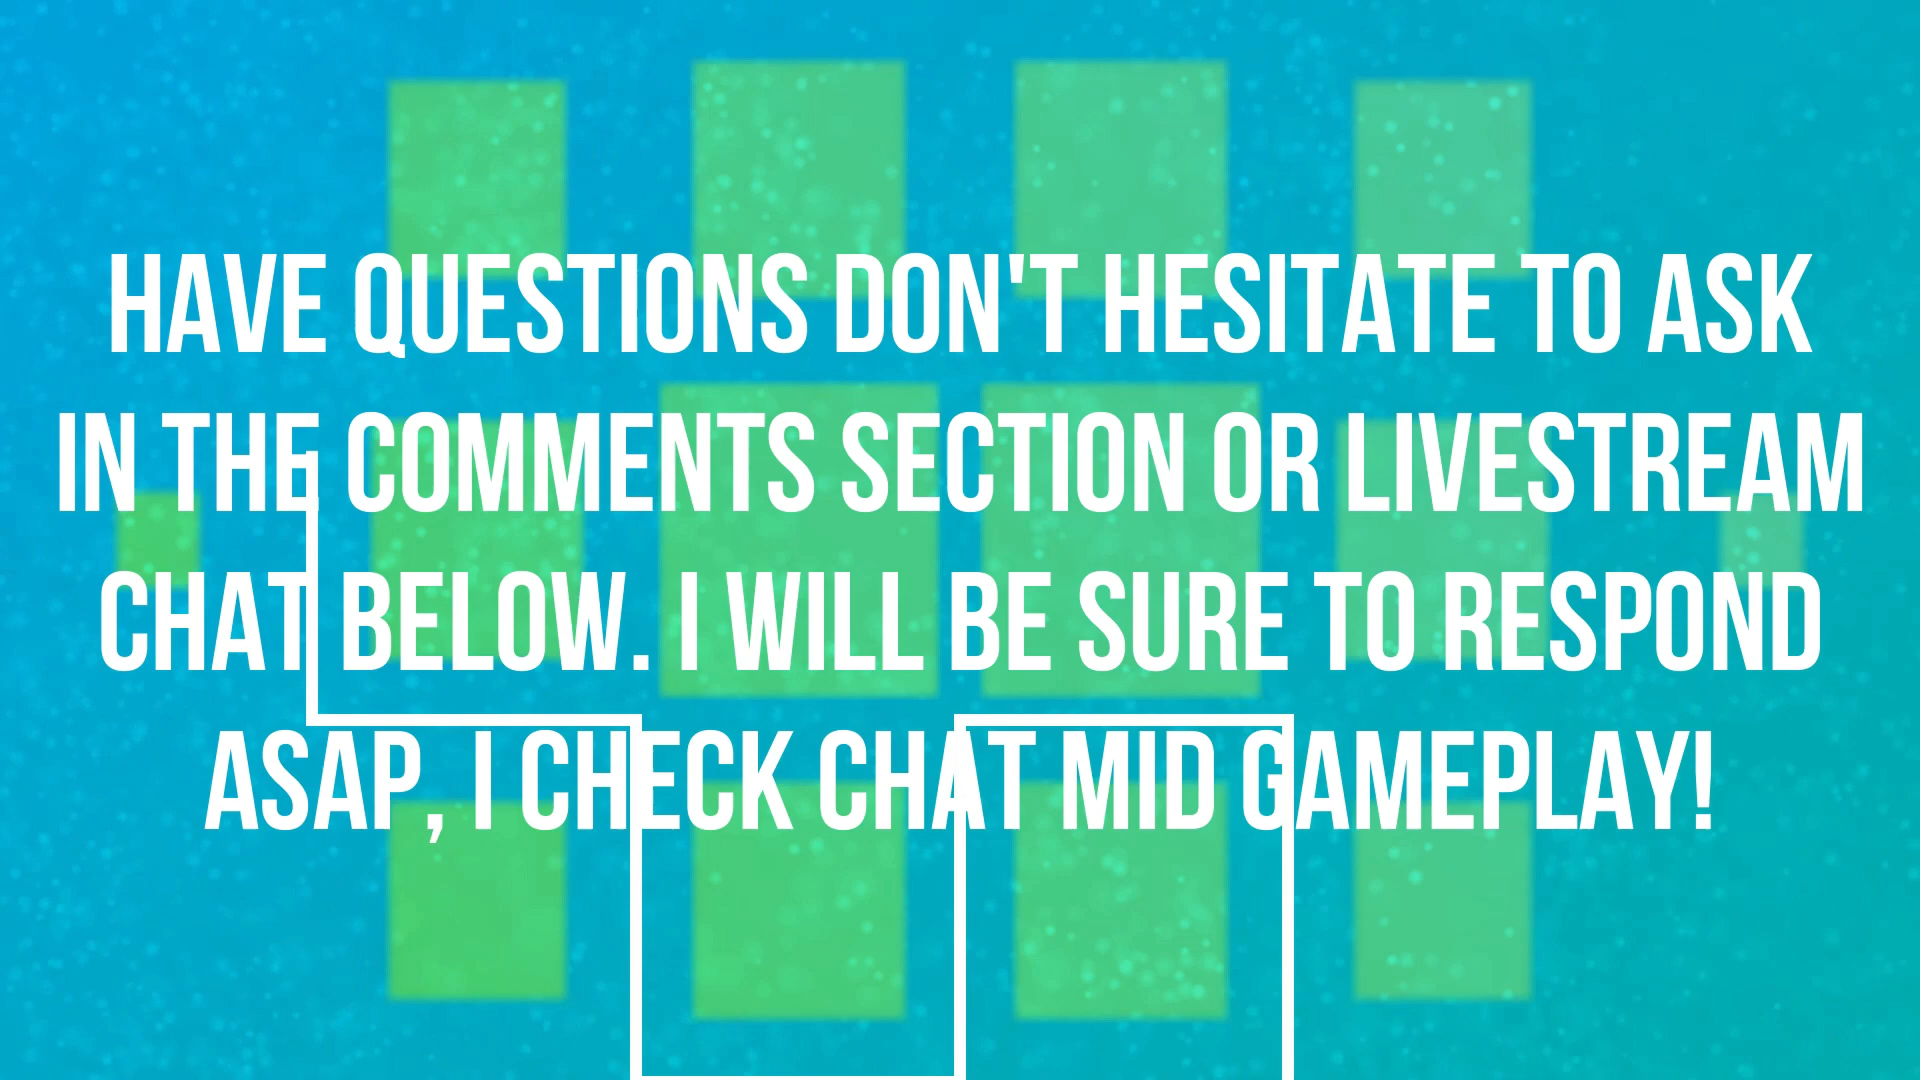 HAVE QUESTIONS DON'T HESITATE TO ASK
IN THE COMMENTS SECTION OR LIVESTREAM
CHAT BELOW. I WILL BE SURE TO RESPOND
ASAP, I CHECK CHAT MID GAMEPLAY!